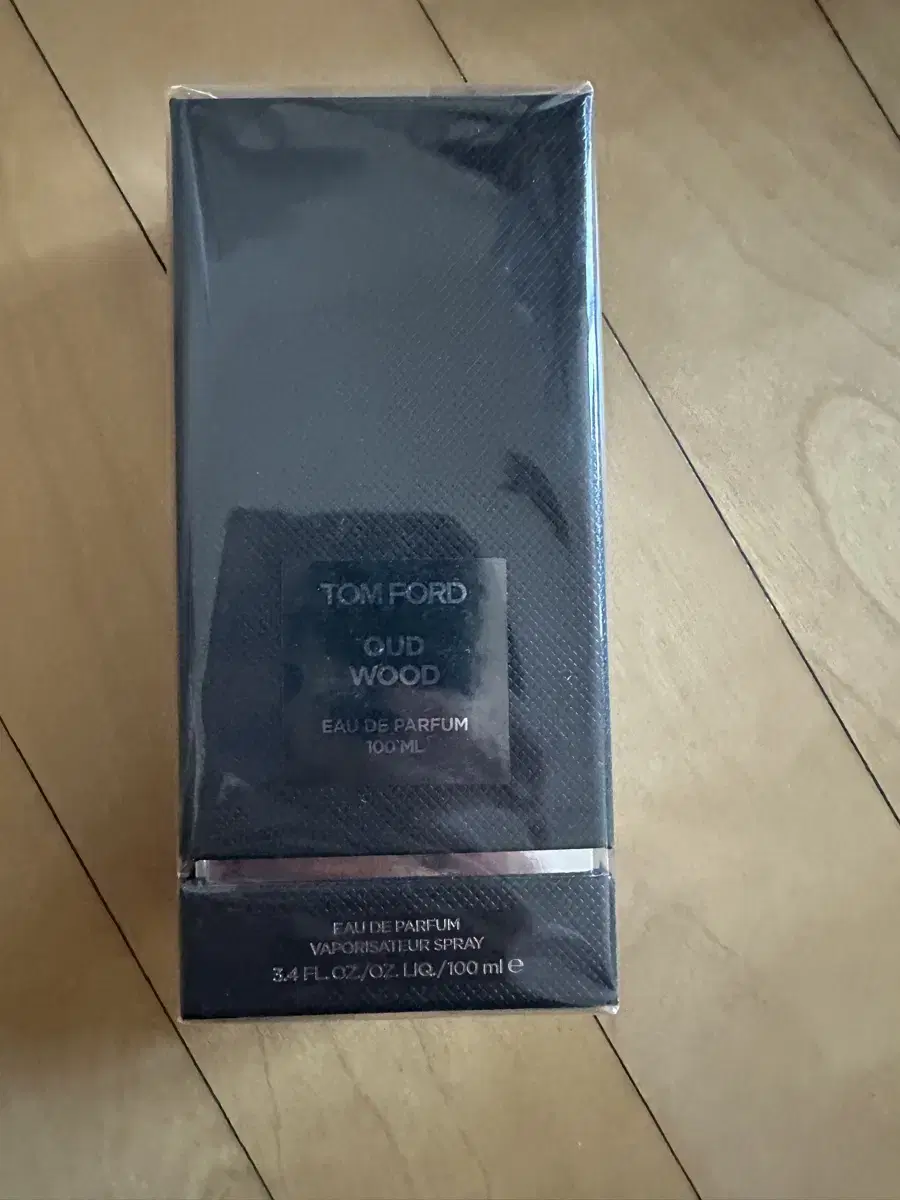 TOM FORD
OUD
WOOD
EAU DE PARFUM
100 ML
EAU DE PARFUM
VAPORISATEUR SPRAY
3.4 FL. OZ./OZ. LIQ./100 ml ℮